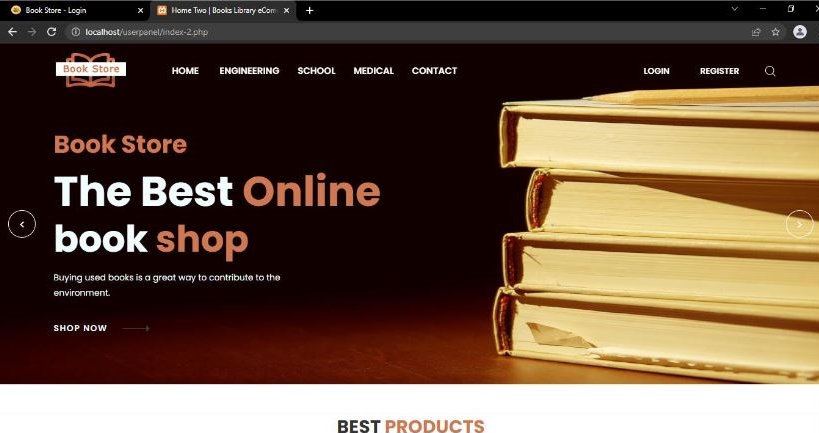 Book Store - Login
Home Two | Books Library eCom
localhost/userpanel/index-2.php
Book Store
HOME ENGINEERING SCHOOL MEDICAL CONTACT LOGIN REGISTER
Book Store
The Best Online
book shop
Buying used books is a great way to contribute to the
environment.
SHOP NOW
BEST PRODUCTS